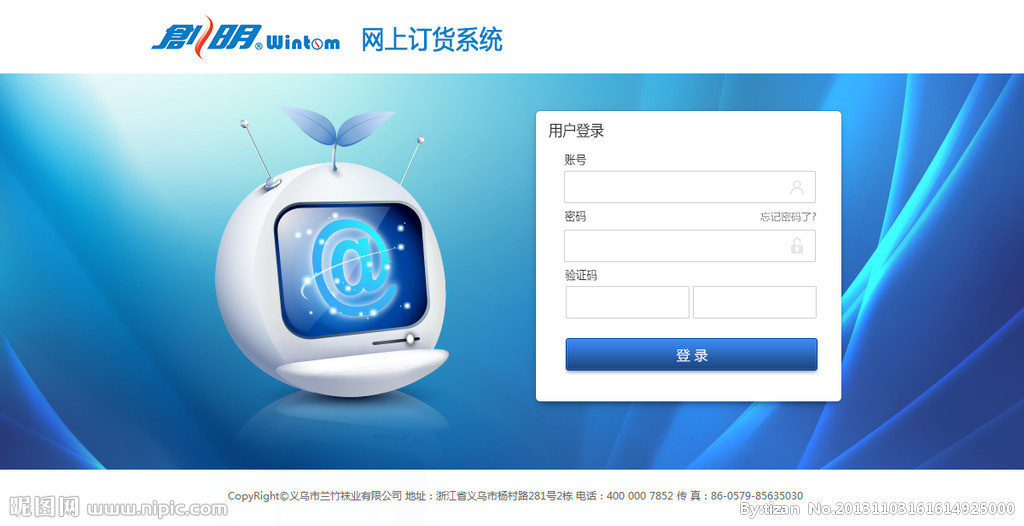 創明®Wintom 网上订货系统
用户登录
账号
密码 忘记密码了?
验证码
登 录
@
CopyRight©义乌市兰竹袜业有限公司 地址：浙江省义乌市杨村路281号2栋 电话：400 000 7852 传 真：86-0579-85635030
昵图网 www.nipic.com
By:tizan No.20131103161614925000